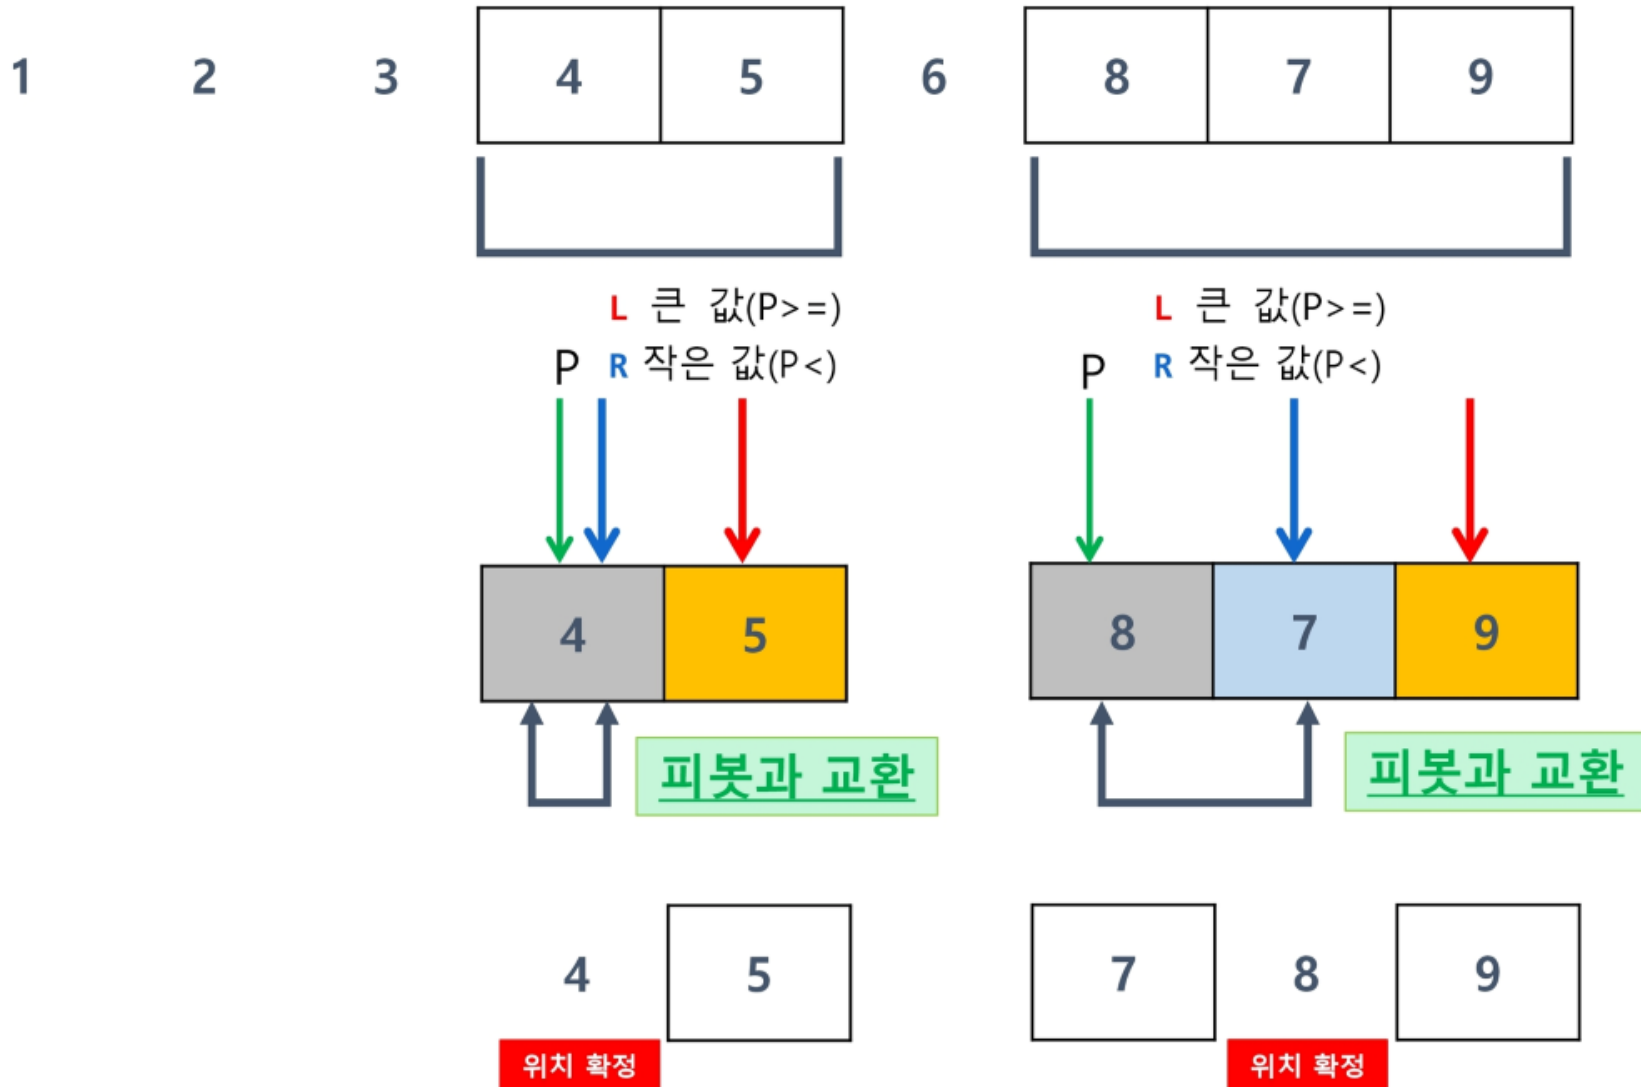 1 2 3 4 5 6 8 7 9
L 큰 값(P>=)
P R 작은 값(P<)
L 큰 값(P>=)
P R 작은 값(P<)
4 5
8 7 9
피봇과 교환
피봇과 교환
4 5
7 8 9
위치 확정
위치 확정